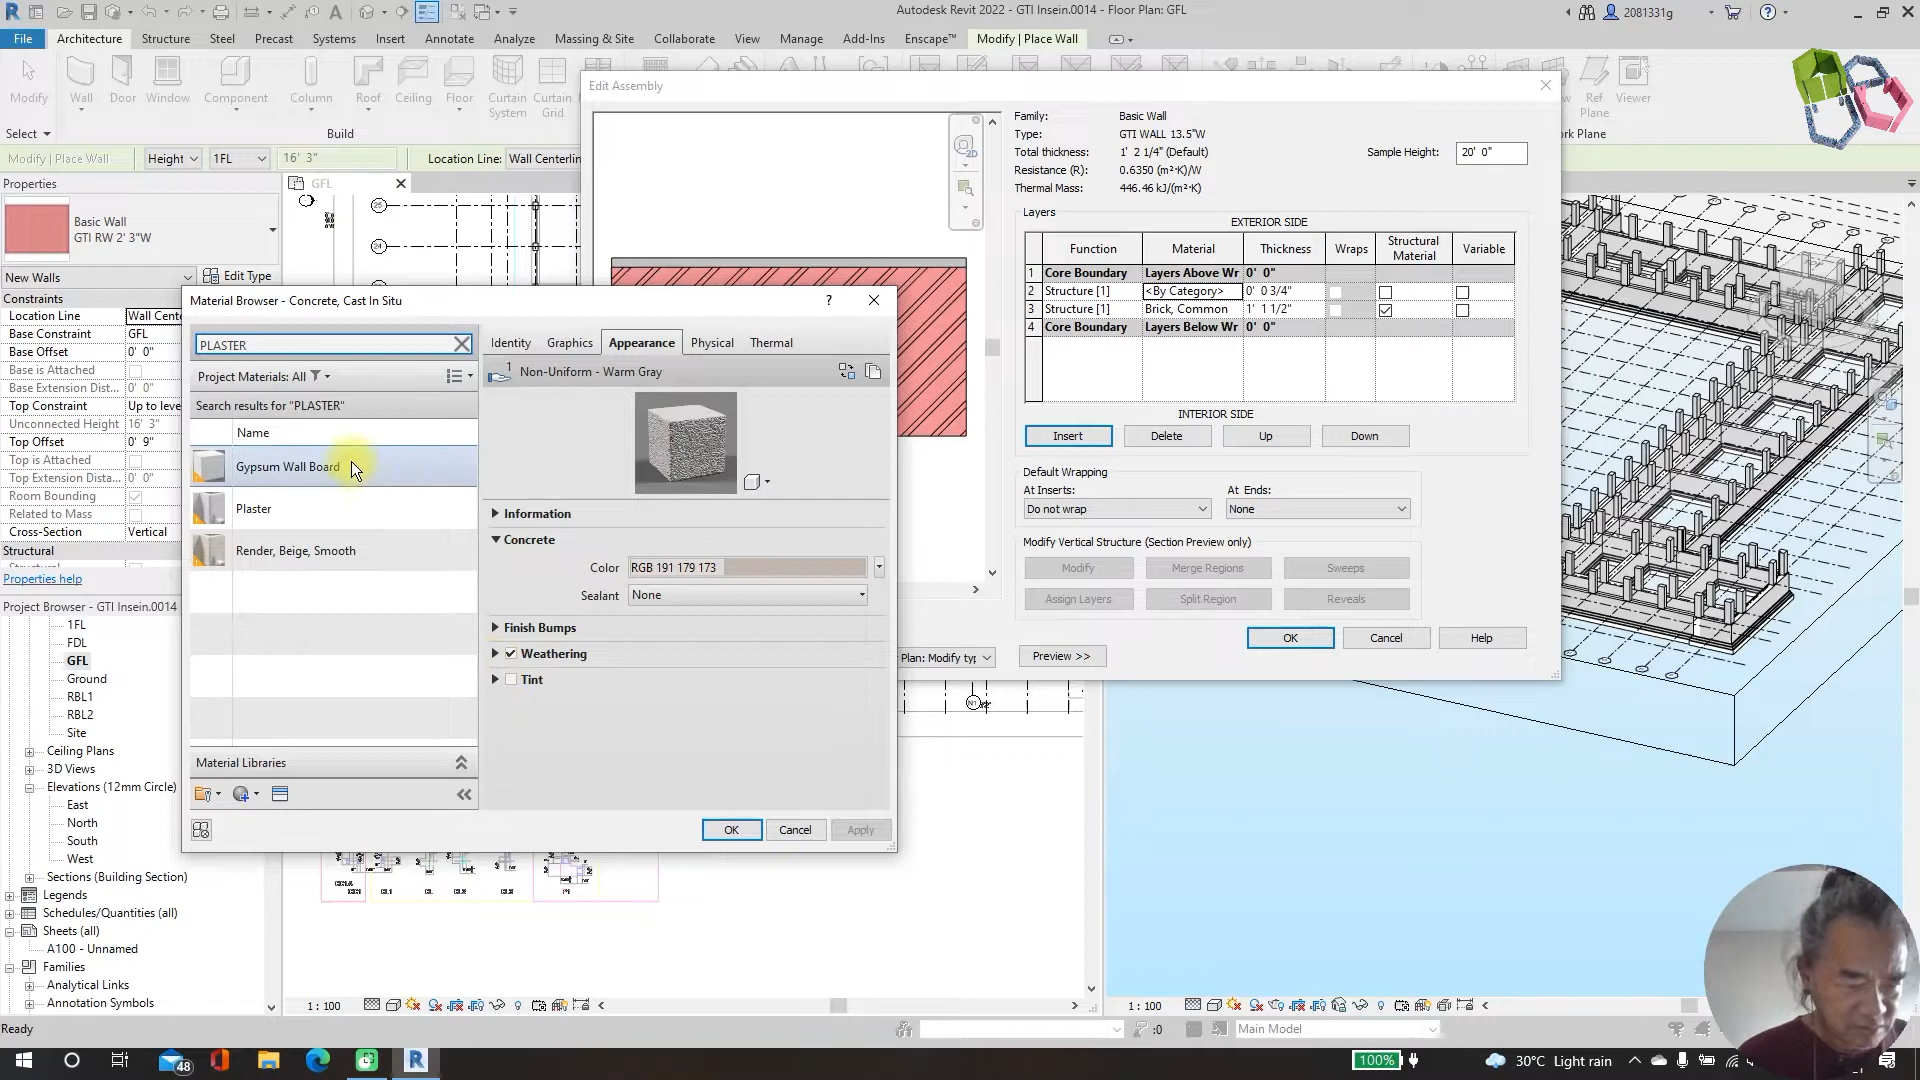 Autodesk Revit 2022 - GTI Insein.0014 - Floor Plan: GFL
2081331g
File Architecture Structure Steel Precast Systems Insert Annotate Analyze Massing & Site Collaborate View Manage Add-Ins Enscape™ Modify | Place Wall
Modify Wall Door Window Component Column Roof Ceiling Floor Curtain System Curtain Grid Ref Plane Viewer
Select Build
Modify | Place Wall Height 1FL 16' 3" Location Line: Wall Centerlin
Properties
GFL
Basic Wall
GTI RW 2' 3"W
New Walls Edit Type
Constraints
Location Line Wall Cente
Base Constraint GFL
Base Offset 0' 0"
Base is Attached
Base Extension Dist... 0' 0"
Top Constraint Up to leve
Unconnected Height 16' 3"
Top Offset 0' 9"
Top is Attached
Top Extension Dista... 0' 0"
Room Bounding
Related to Mass
Cross-Section Vertical
Structural
Properties help
Project Browser - GTI Insein.0014
1FL
FDL
GFL
Ground
RBL1
RBL2
Site
Ceiling Plans
3D Views
Elevations (12mm Circle)
East
North
South
West
Sections (Building Section)
Legends
Schedules/Quantities (all)
Sheets (all)
A100 - Unnamed
Families
Analytical Links
Annotation Symbols
25
24
Material Browser - Concrete, Cast In Situ
?
PLASTER
Project Materials: All
Search results for "PLASTER"
Name
Gypsum Wall Board
Plaster
Render, Beige, Smooth
Material Libraries
Identity Graphics Appearance Physical Thermal
1 Non-Uniform - Warm Gray
Information
Concrete
Color RGB 191 179 173
Sealant None
Finish Bumps
Weathering
Tint
OK Cancel Apply
Edit Assembly
Family: Basic Wall
Type: GTI WALL 13.5"W
Total thickness: 1' 2 1/4" (Default)
Resistance (R): 0.6350 (m²·K)/W
Thermal Mass: 446.46 kJ/(m²·K)
Sample Height: 20' 0"
Layers
EXTERIOR SIDE
Function Material Thickness Wraps Structural Material Variable
1 Core Boundary Layers Above Wr 0' 0"
2 Structure [1] <By Category> 0' 0 3/4"
3 Structure [1] Brick, Common 1' 1 1/2"
4 Core Boundary Layers Below Wr 0' 0"
INTERIOR SIDE
Insert Delete Up Down
Default Wrapping
At Inserts: At Ends:
Do not wrap None
Modify Vertical Structure (Section Preview only)
Modify Merge Regions Sweeps
Assign Layers Split Region Reveals
OK Cancel Help
Plan: Modify typ Preview >>
1 : 100
1 : 100
Ready
:0
Main Model
48
100%
30°C Light rain